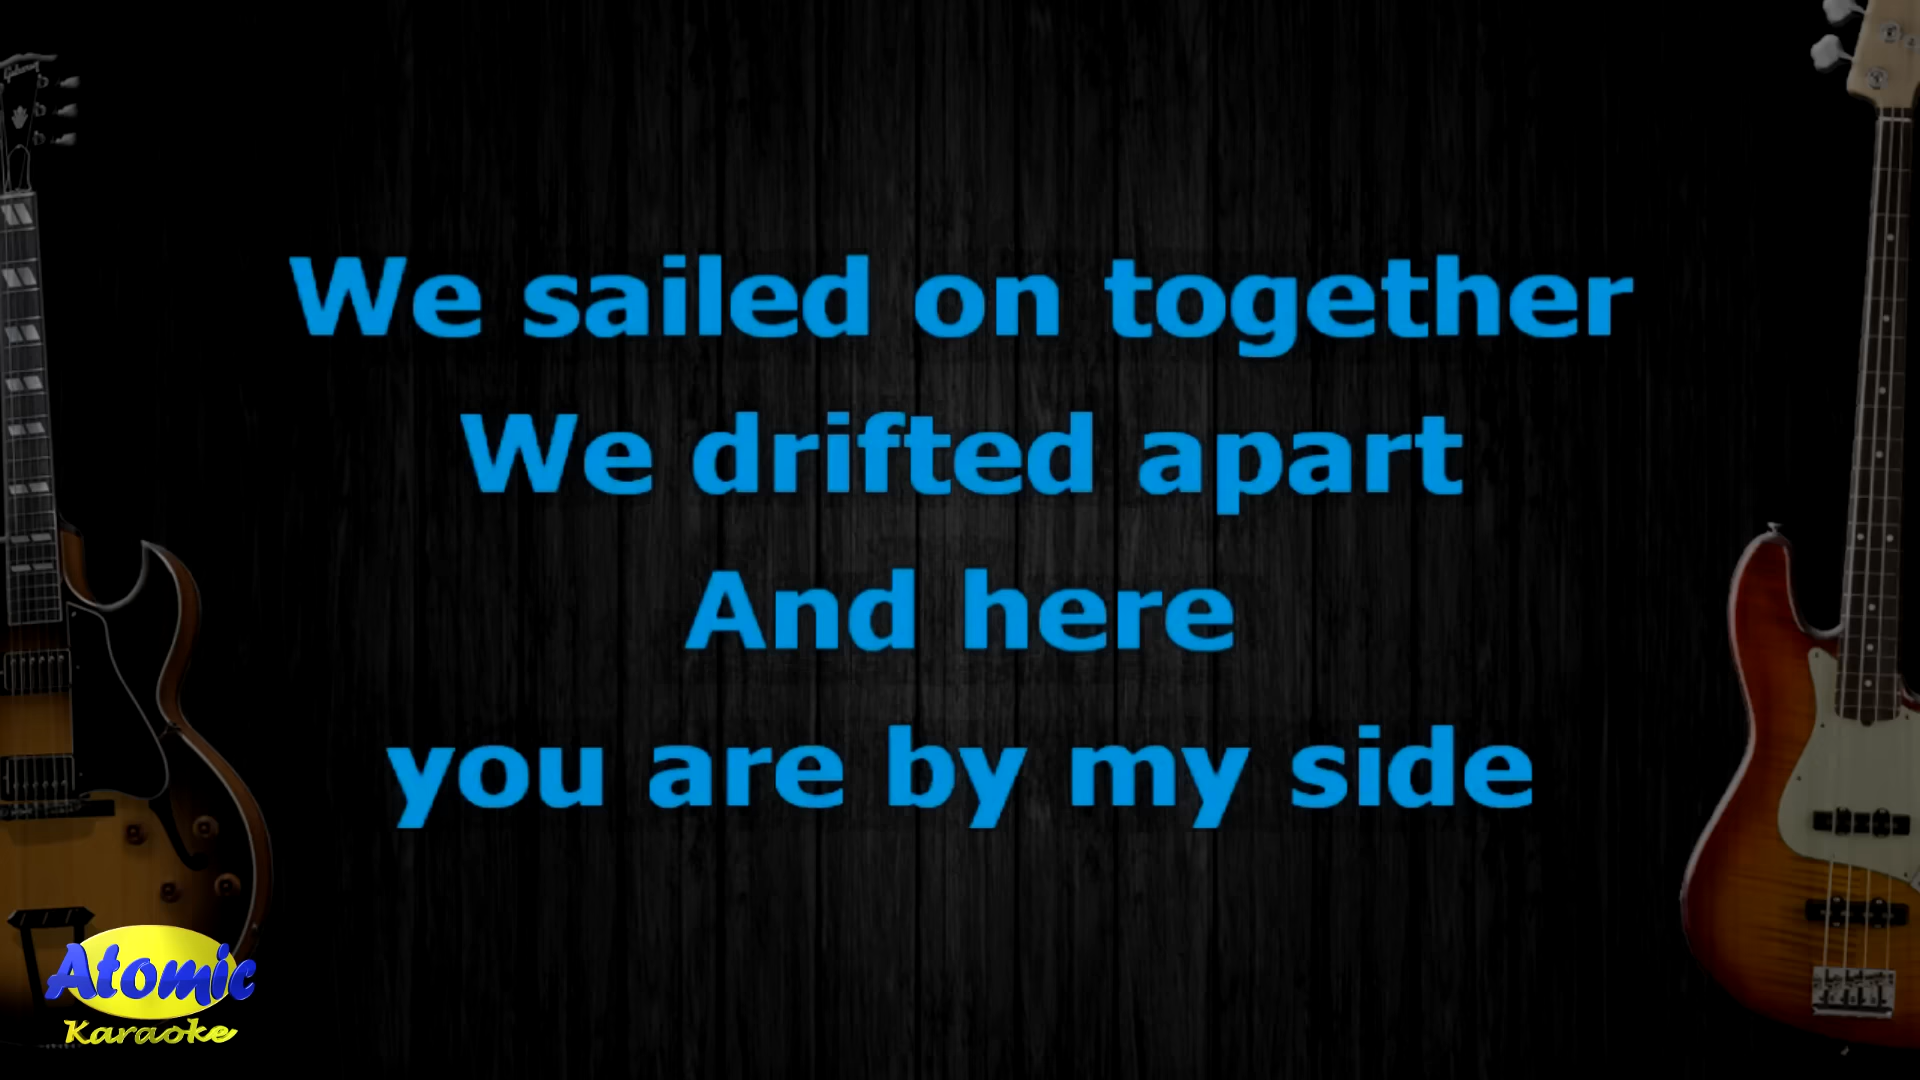 We sailed on together
We drifted apart
And here
you are by my side
Atomic
Karaoke